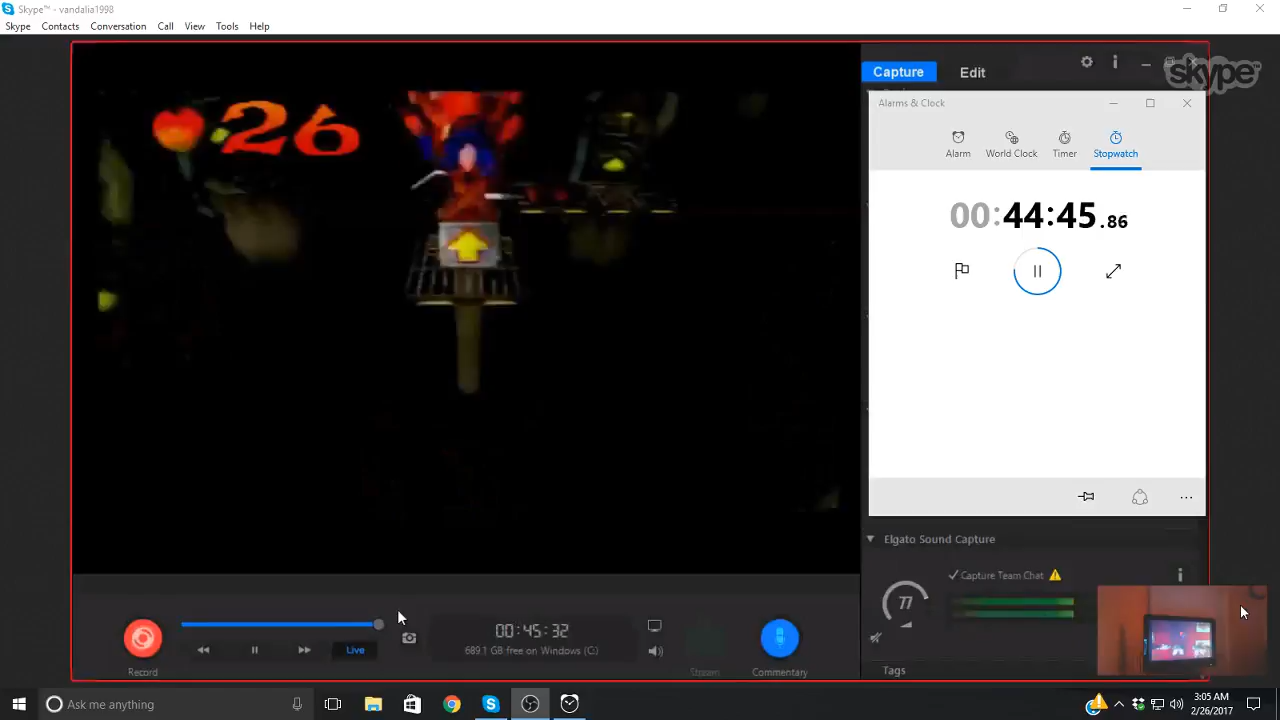 Skype™ - vandalia1998
Skype Contacts Conversation Call View Tools Help
Capture Edit
skype™
Alarms & Clock
Alarm World Clock Timer Stopwatch
26
00:44:45.86
Elgato Sound Capture
Capture Team Chat
77
00:45:32
689.1 GB free on Windows (C:)
Live
Record
Stream
Commentary
Tags
Ask me anything
3:05 AM
2/26/2017